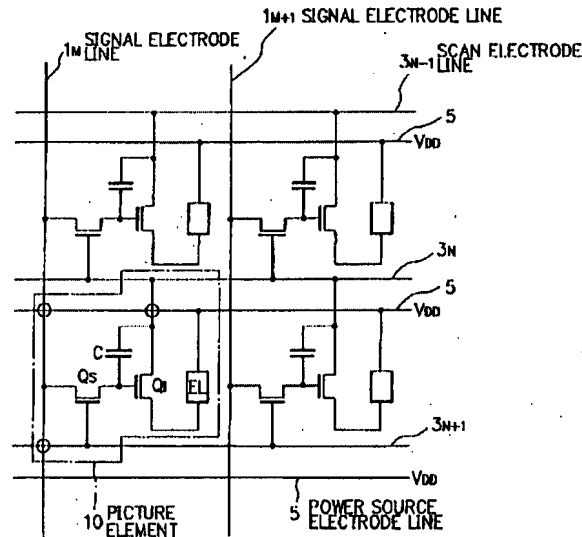 1M SIGNAL ELECTRODE
LINE
1M+1 SIGNAL ELECTRODE LINE
3N-1 SCAN ELECTRODE
LINE
5
VDD
3N
5
VDD
C
QS
QI
EL
3N+1
VDD
10 PICTURE
ELEMENT
5 POWER SOURCE
ELECTRODE LINE